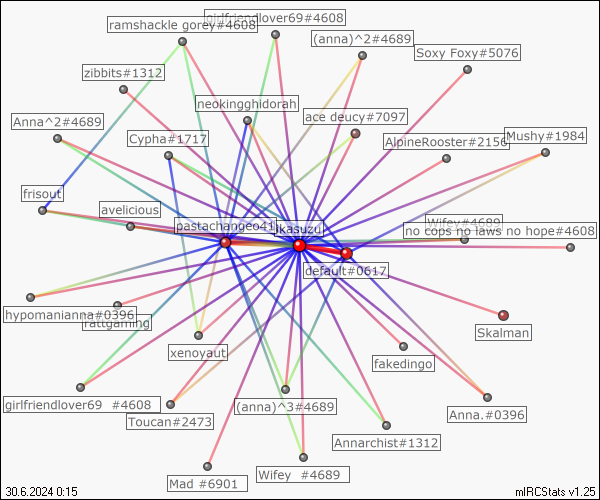 girlfriendlover69#4608
ramshackle gorey#4608
(anna)^2#4689
Soxy Foxy#5076
zibbits#1312
neokingghidorah
ace deucy#7097
Anna^2#4689
Cypha#1717
AlpineRooster#2156
Mushy#1984
frisout
avelicious
pastachangeo41
ikasuzu
Wifey#4689
no cops no laws no hope#4608
default#0617
hypomanianna#0396
rattgaming
Skalman
xenoyaut
fakedingo
girlfriendlover69 #4608
(anna)^3#4689
Anna.#0396
Toucan#2473
Annarchist#1312
Mad #6901
Wifey #4689
30.6.2024 0:15
mIRCStats v1.25